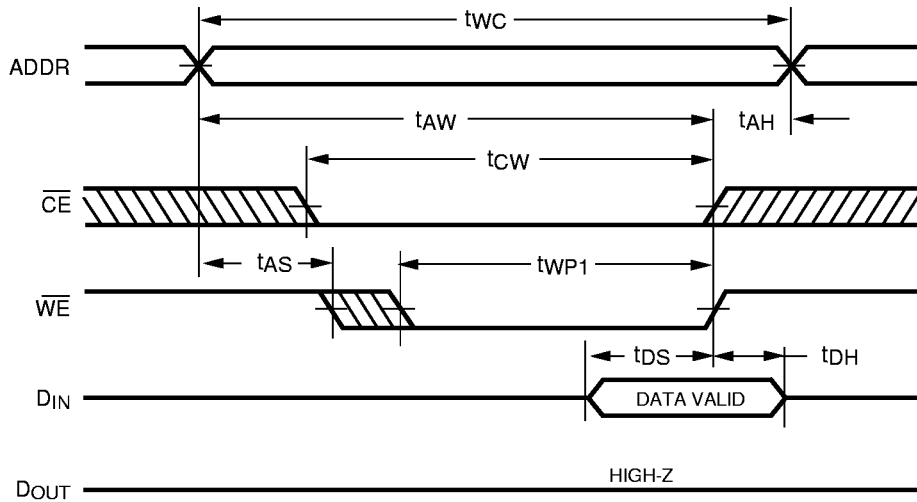 tWC
ADDR
tAW
tAH
tCW
CE
tAS
tWP1
WE
tDS
tDH
DIN
DATA VALID
HIGH-Z
DOUT